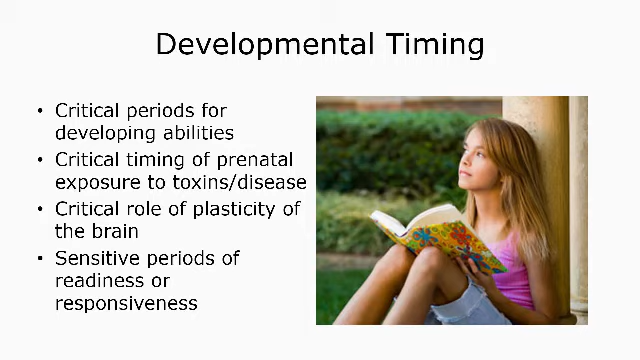 Developmental Timing
• Critical periods for
developing abilities
• Critical timing of prenatal
exposure to toxins/disease
• Critical role of plasticity of
the brain
• Sensitive periods of
readiness or
responsiveness